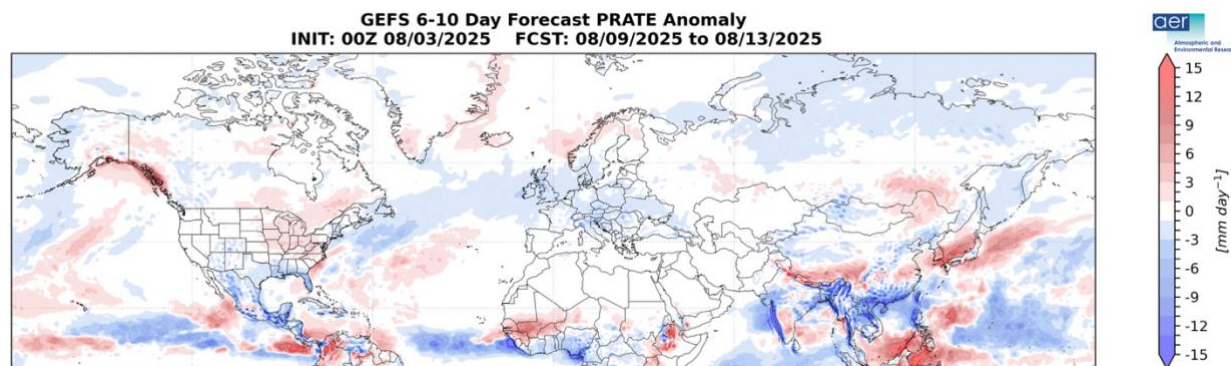 GEFS 6-10 Day Forecast PRATE Anomaly
INIT: 00Z 08/03/2025 FCST: 08/09/2025 to 08/13/2025
aer
Atmospheric and
Environmental
15
12
9
6
3
0
-3
-6
-9
-12
-15
[mm day⁻¹]